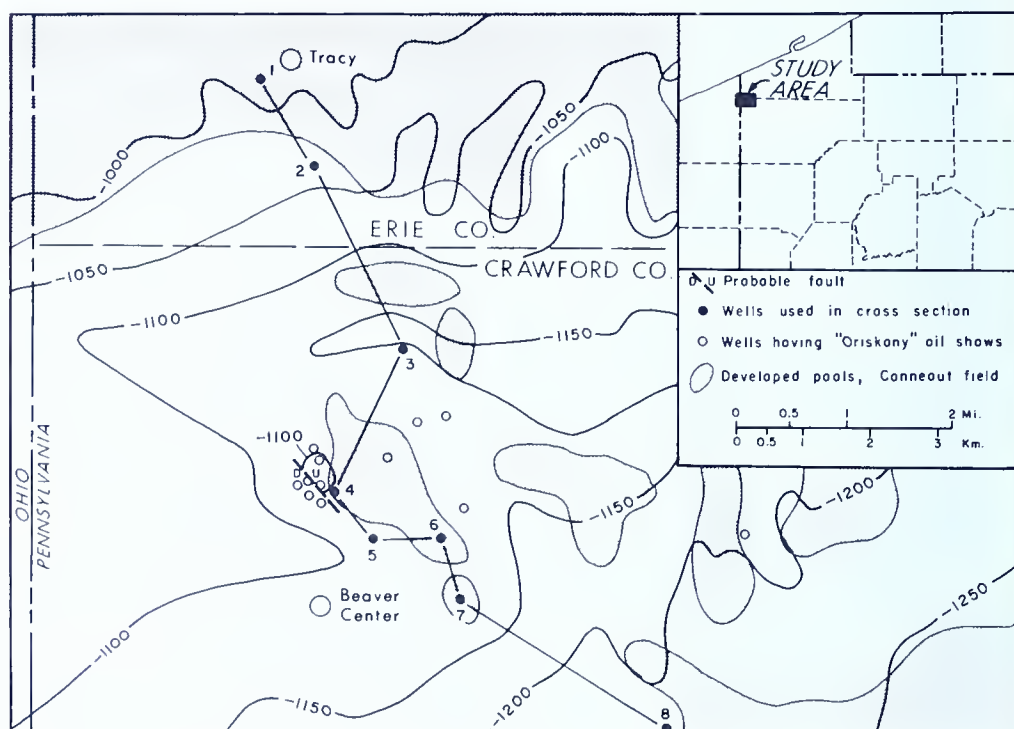 1
Tracy
-1000
2
-1050
-1100
ERIE CO.
CRAWFORD CO.
-1050
-1100
-1150
3
-1100
D U
4
5
6
7
Beaver
Center
-1150
-1200
-1250
-1100
-1150
-1200
8
OHIO
PENNSYLVANIA
STUDY
AREA
D U Probable fault
Wells used in cross section
Wells having "Oriskany" oil shows
Developed pools, Conneaut field
0 0.5 1 2 Mi.
0 0.5 1 2 3 Km.